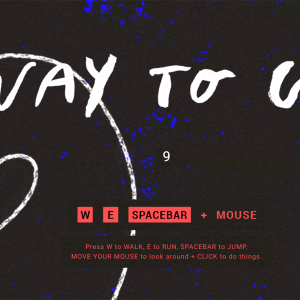 WAY TO
9
W E SPACEBAR + MOUSE
Press W to WALK, E to RUN, SPACEBAR to JUMP.
MOVE YOUR MOUSE to look around + CLICK to do things.